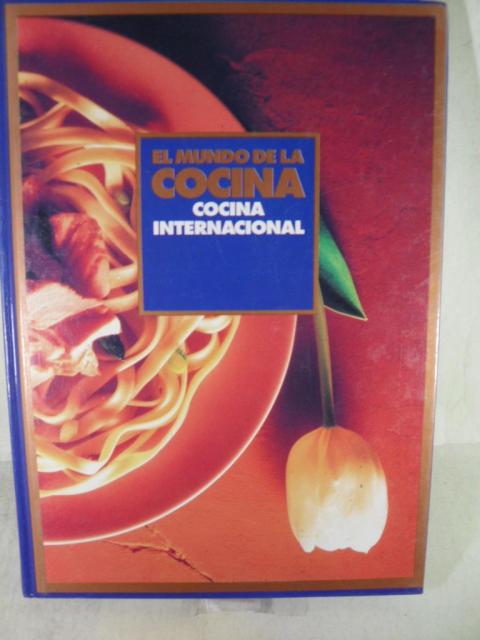 EL MUNDO DE LA
COCINA
COCINA
INTERNACIONAL